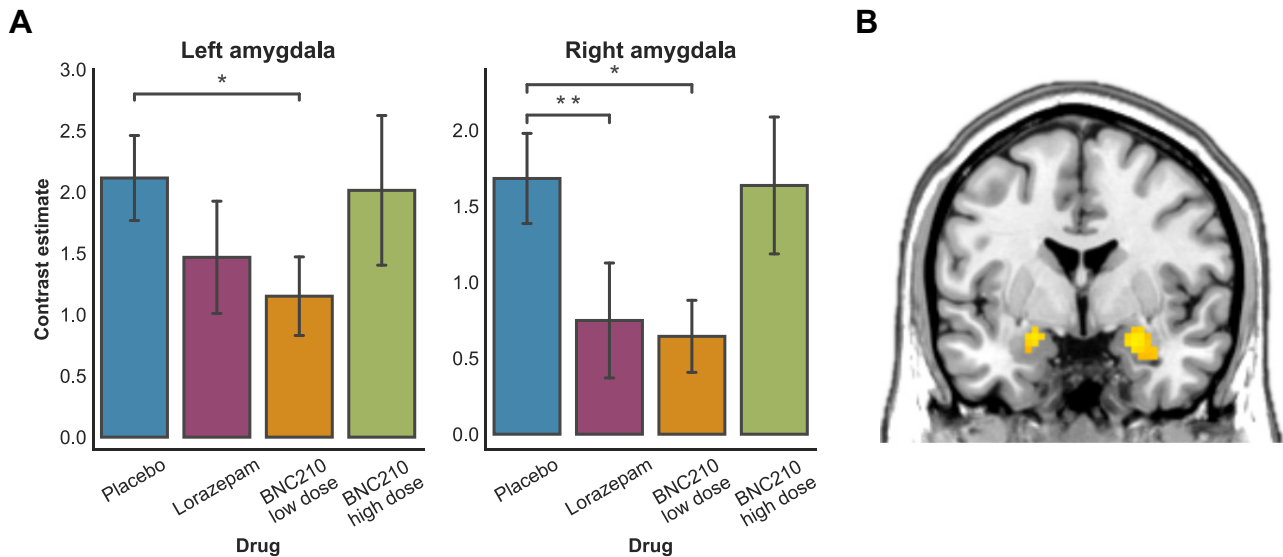 A
B
Left amygdala
Right amygdala
3.0
2.5
2.0
1.5
1.0
0.5
0.0
Contrast estimate
*
Placebo
Lorazepam
BNC210
low dose
BNC210
high dose
Drug
2.0
1.5
1.0
0.5
0.0
*
**
Placebo
Lorazepam
BNC210
low dose
BNC210
high dose
Drug